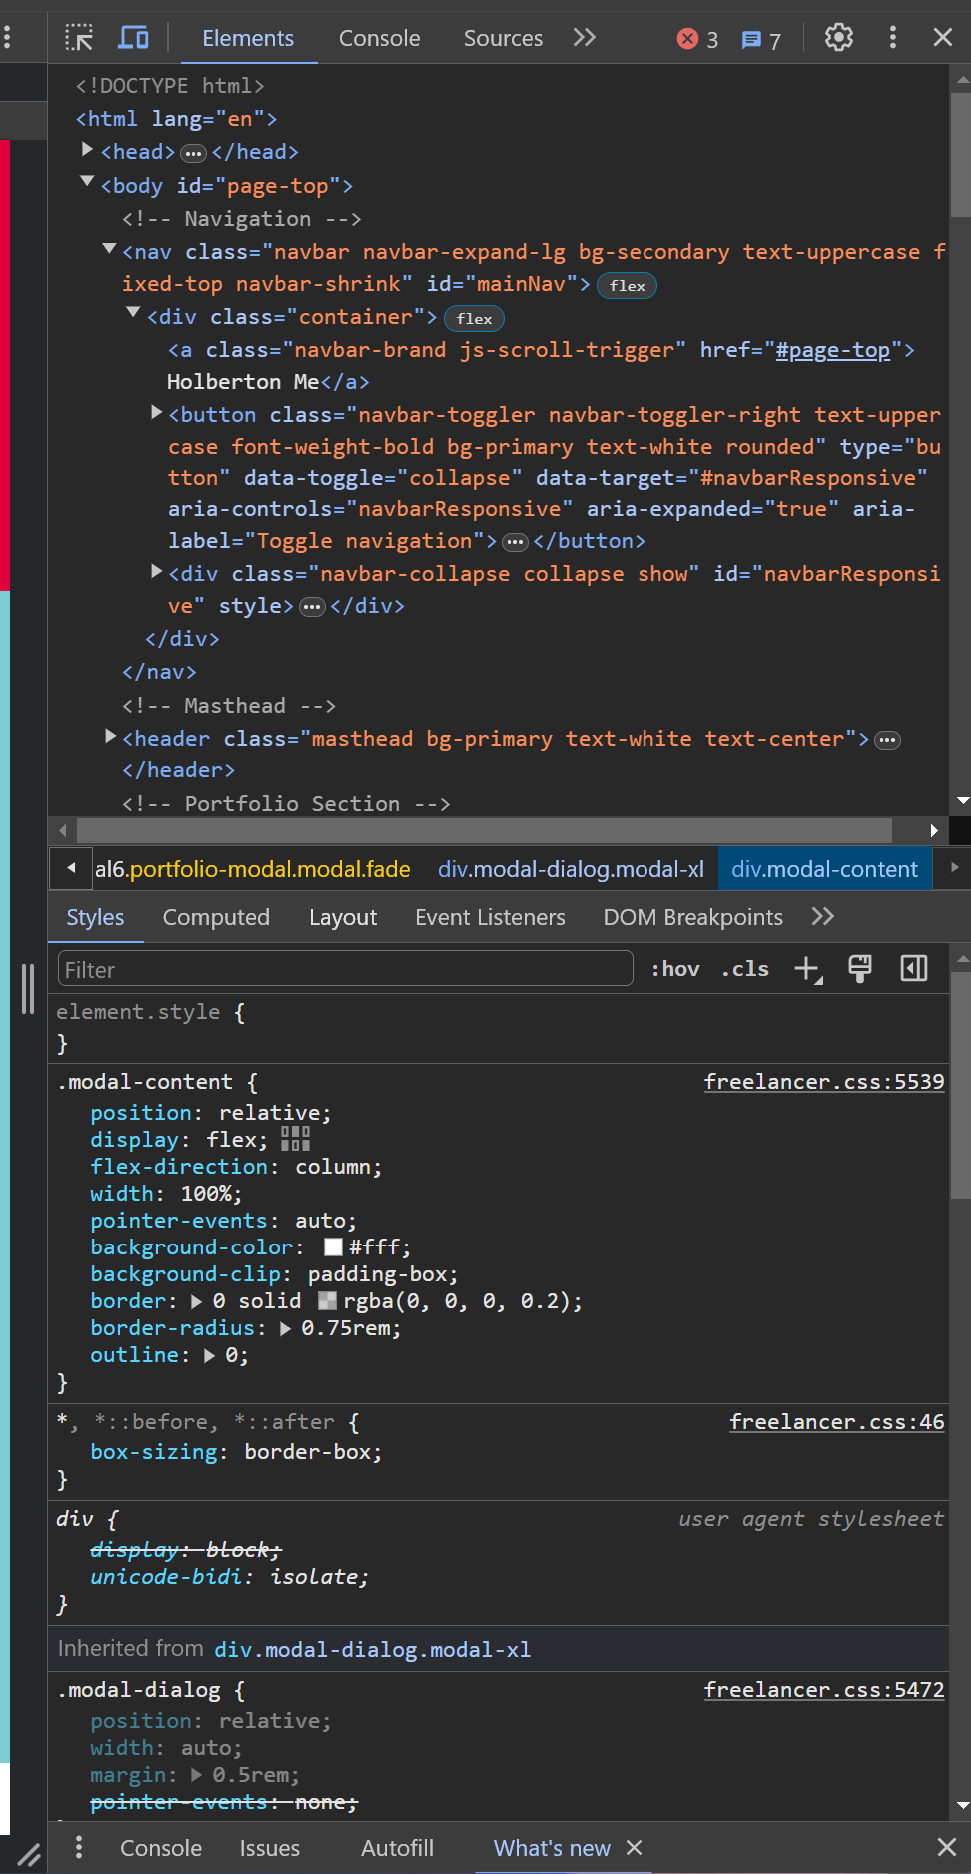 Elements Console Sources 3 7
<!DOCTYPE html>
<html lang="en">
<head>…</head>
<body id="page-top">
<!-- Navigation -->
<nav class="navbar navbar-expand-lg bg-secondary text-uppercase f
ixed-top navbar-shrink" id="mainNav"> flex
<div class="container"> flex
<a class="navbar-brand js-scroll-trigger" href="#page-top">
Holberton Me</a>
<button class="navbar-toggler navbar-toggler-right text-upper
case font-weight-bold bg-primary text-white rounded" type="bu
tton" data-toggle="collapse" data-target="#navbarResponsive"
aria-controls="navbarResponsive" aria-expanded="true" aria-
label="Toggle navigation">…</button>
<div class="navbar-collapse collapse show" id="navbarResponsi
ve" style>…</div>
</div>
</nav>
<!-- Masthead -->
<header class="masthead bg-primary text-white text-center">…
</header>
<!-- Portfolio Section -->
al6.portfolio-modal.modal.fade div.modal-dialog.modal-xl div.modal-content
Styles Computed Layout Event Listeners DOM Breakpoints
Filter :hov .cls
element.style {
}
.modal-content { freelancer.css:5539
position: relative;
display: flex;
flex-direction: column;
width: 100%;
pointer-events: auto;
background-color: #fff;
background-clip: padding-box;
border: 0 solid rgba(0, 0, 0, 0.2);
border-radius: 0.75rem;
outline: 0;
}
*, *::before, *::after { freelancer.css:46
box-sizing: border-box;
}
div { user agent stylesheet
display: block;
unicode-bidi: isolate;
}
Inherited from div.modal-dialog.modal-xl
.modal-dialog { freelancer.css:5472
position: relative;
width: auto;
margin: 0.5rem;
pointer-events: none;
Console Issues Autofill What's new